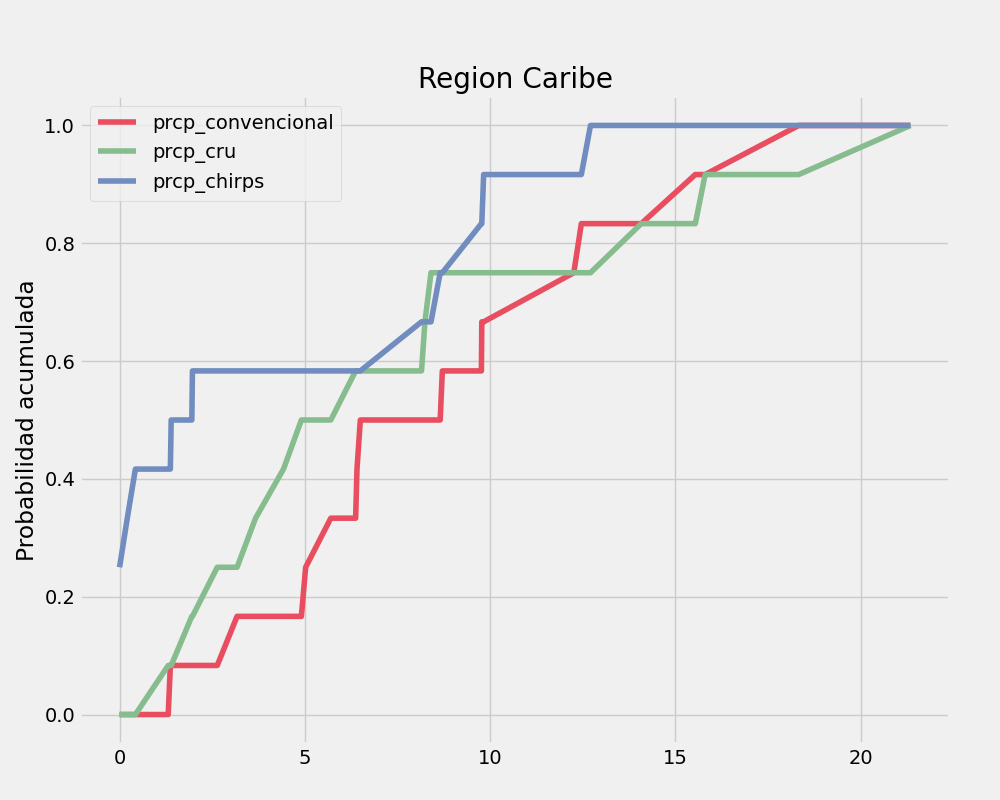 Region Caribe
prcp_convencional
prcp_cru
prcp_chirps
Probabilidad acumulada
1.0
0.8
0.6
0.4
0.2
0.0
0 5 10 15 20